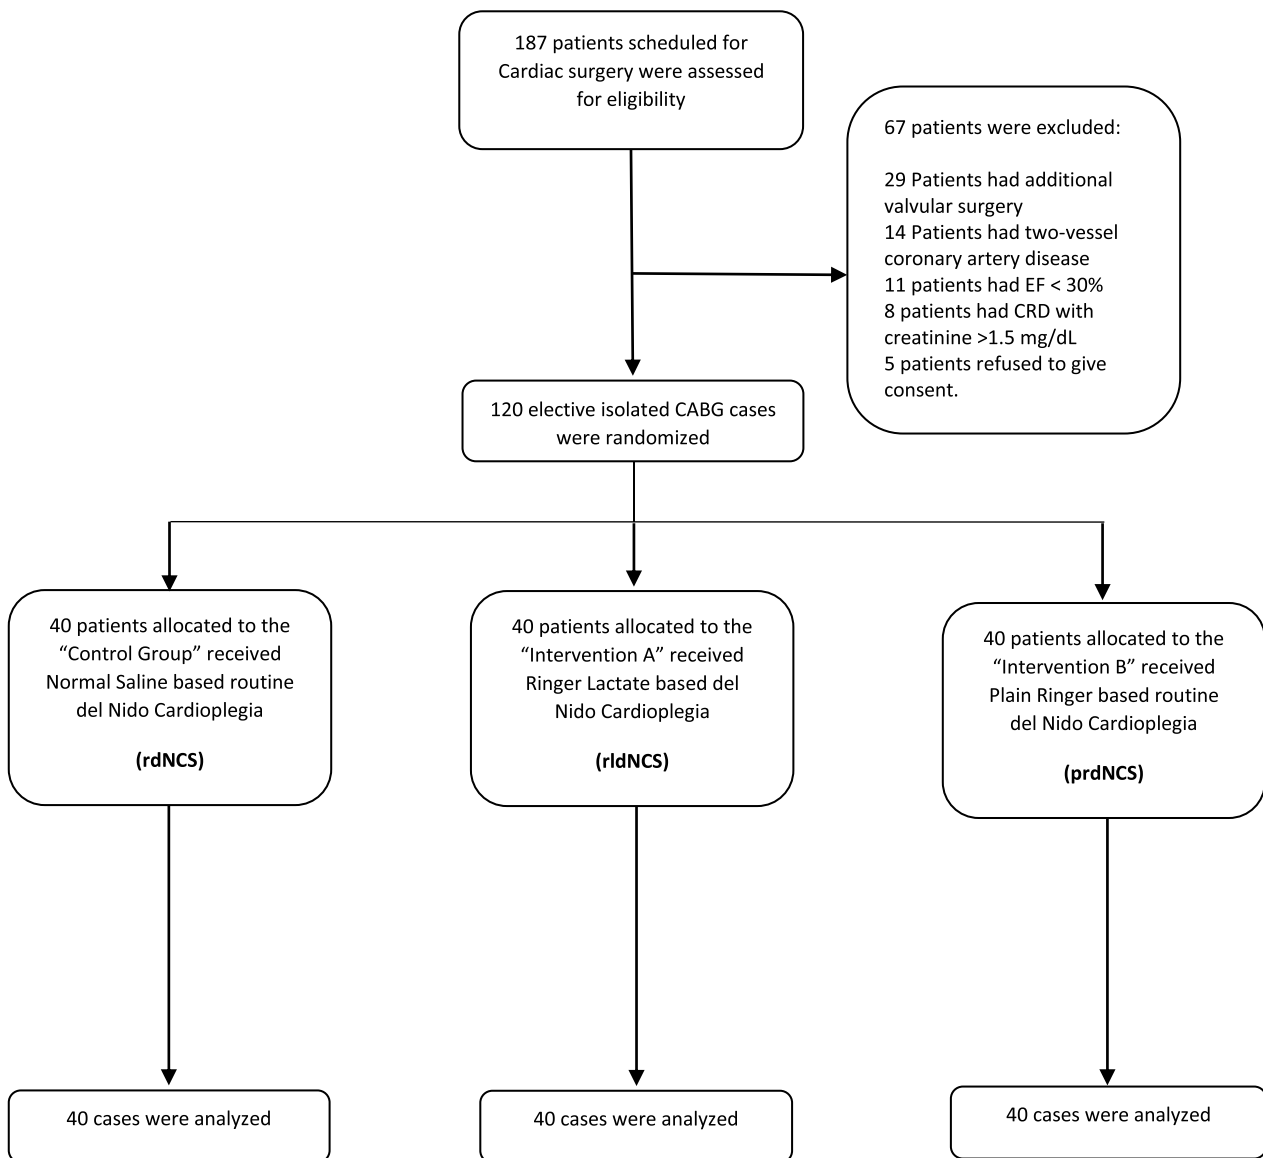 187 patients scheduled for
Cardiac surgery were assessed
for eligibility
67 patients were excluded:
29 Patients had additional
valvular surgery
14 Patients had two-vessel
coronary artery disease
11 patients had EF < 30%
8 patients had CRD with
creatinine >1.5 mg/dL
5 patients refused to give
consent.
120 elective isolated CABG cases
were randomized
40 patients allocated to the
“Control Group” received
Normal Saline based routine
del Nido Cardioplegia
(rdNCS)
40 patients allocated to the
“Intervention A” received
Ringer Lactate based del
Nido Cardioplegia
(rldNCS)
40 patients allocated to the
“Intervention B” received
Plain Ringer based routine
del Nido Cardioplegia
(prdNCS)
40 cases were analyzed
40 cases were analyzed
40 cases were analyzed